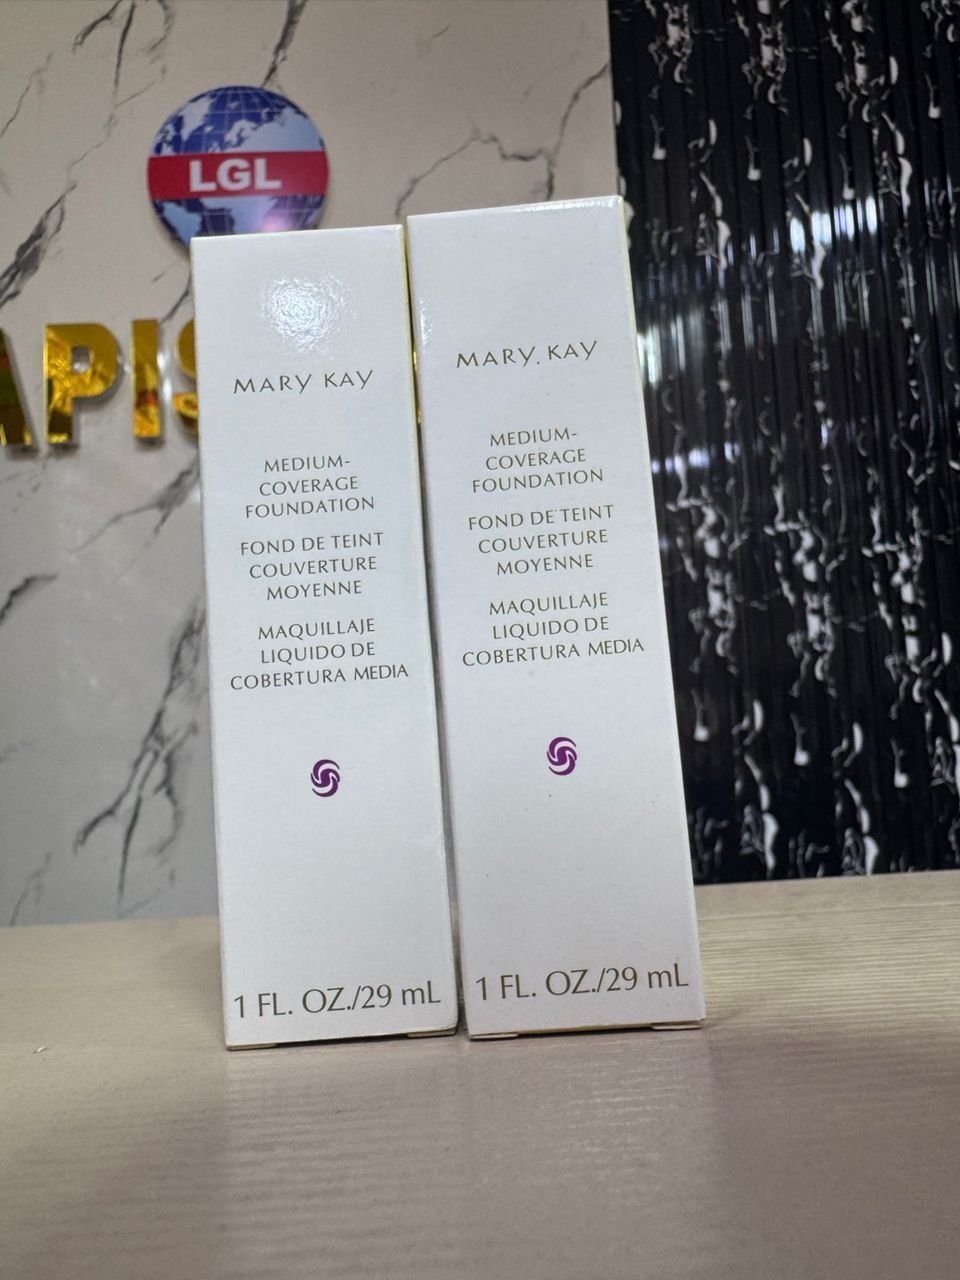 LGL
APIS
MARY KAY
MEDIUM-
COVERAGE
FOUNDATION
FOND DE TEINT
COUVERTURE
MOYENNE
MAQUILLAJE
LIQUIDO DE
COBERTURA MEDIA
1 FL. OZ./29 mL
MARY KAY
MEDIUM-
COVERAGE
FOUNDATION
FOND DE TEINT
COUVERTURE
MOYENNE
MAQUILLAJE
LIQUIDO DE
COBERTURA MEDIA
1 FL. OZ./29 mL